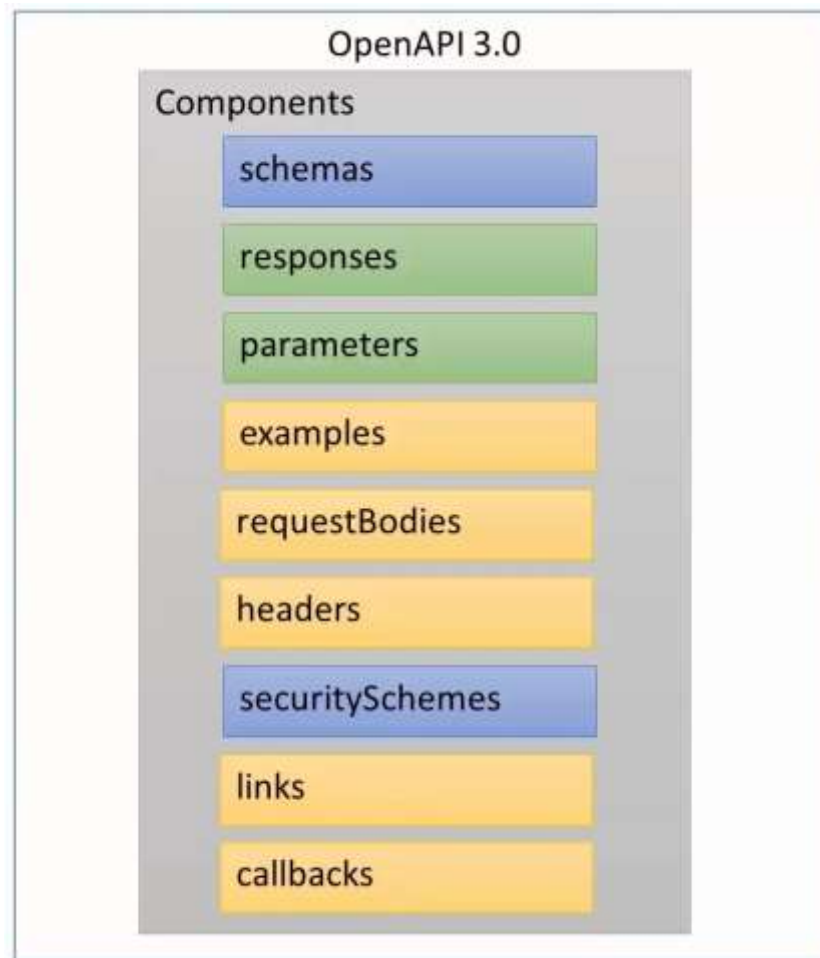 OpenAPI 3.0
Components
schemas
responses
parameters
examples
requestBodies
headers
securitySchemes
links
callbacks